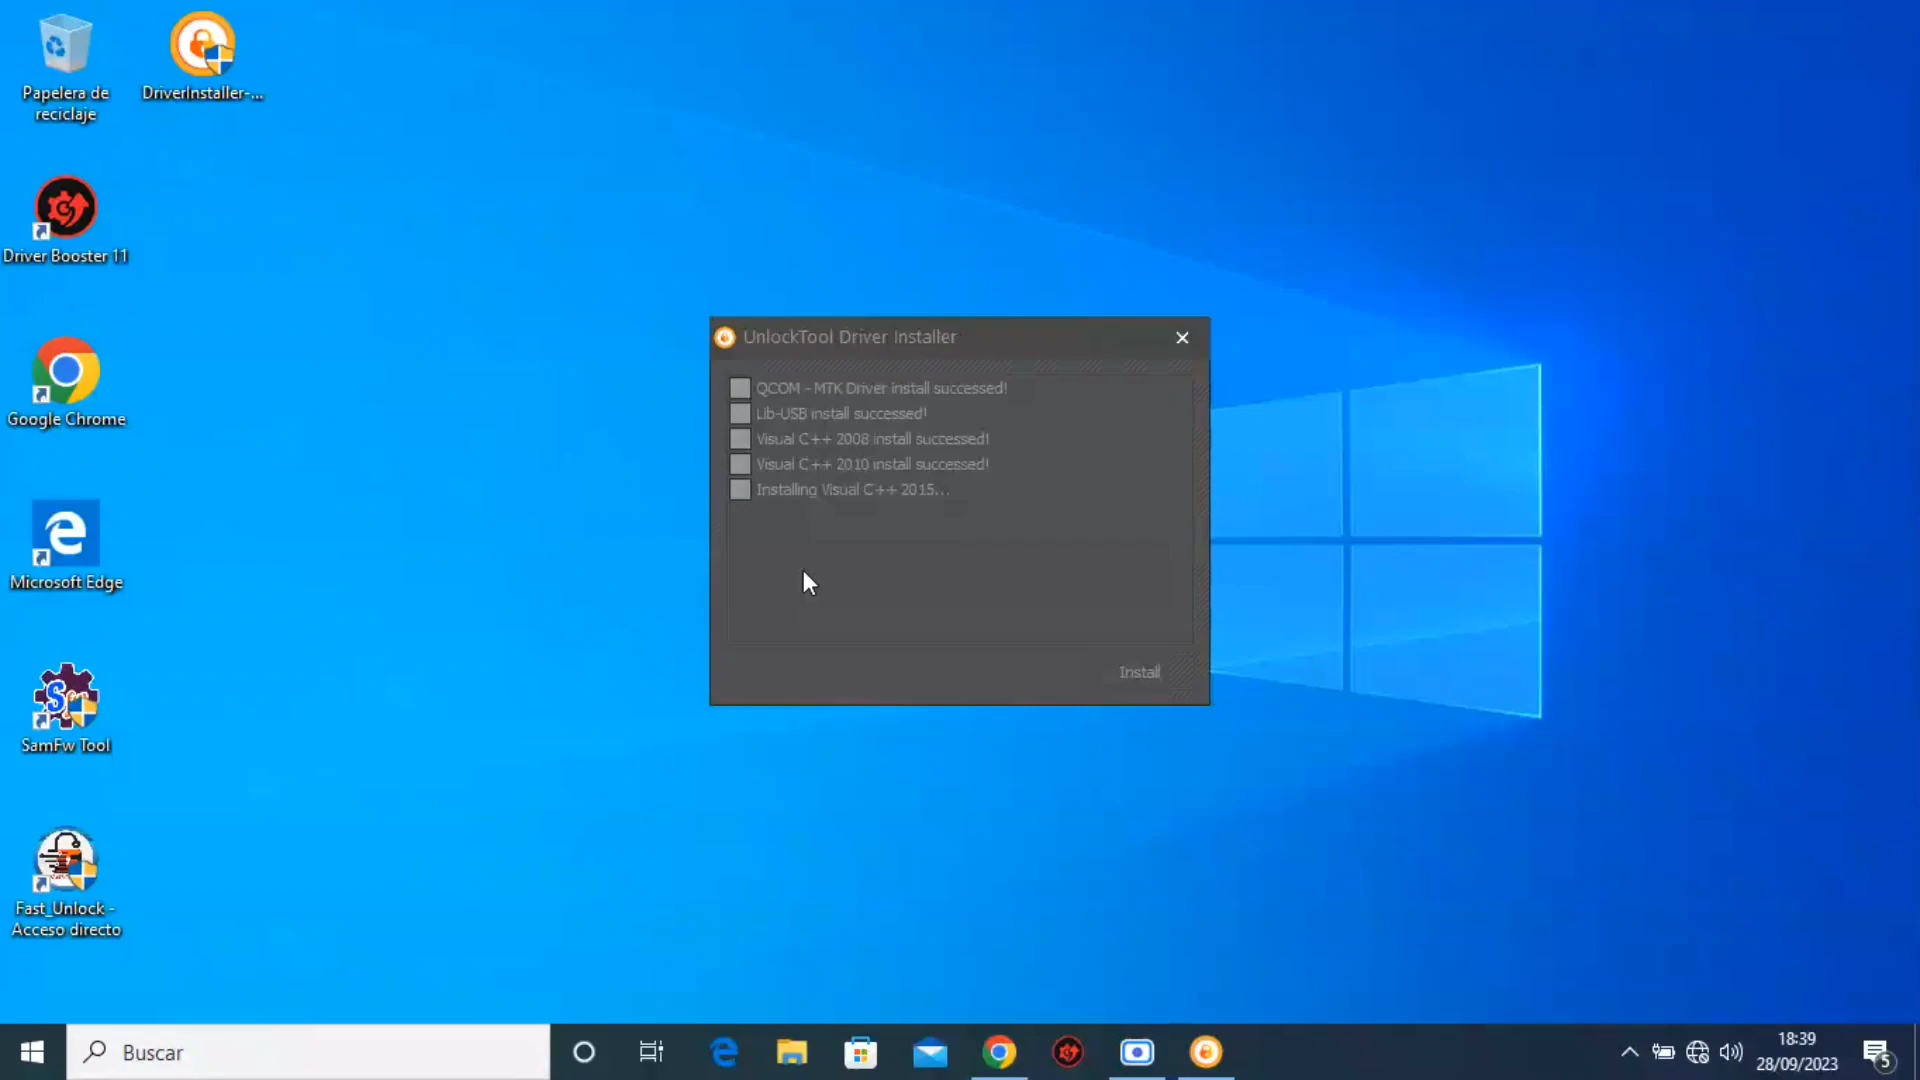 Papelera de
reciclaje
DriverInstaller-...
Driver Booster 11
Google Chrome
Microsoft Edge
SamFw Tool
Fast_Unlock -
Acceso directo
UnlockTool Driver Installer
QCOM - MTK Driver install successed!
Lib-USB install successed!
Visual C++ 2008 install successed!
Visual C++ 2010 install successed!
Installing Visual C++ 2015...
Install
Buscar
18:39
28/09/2023
5